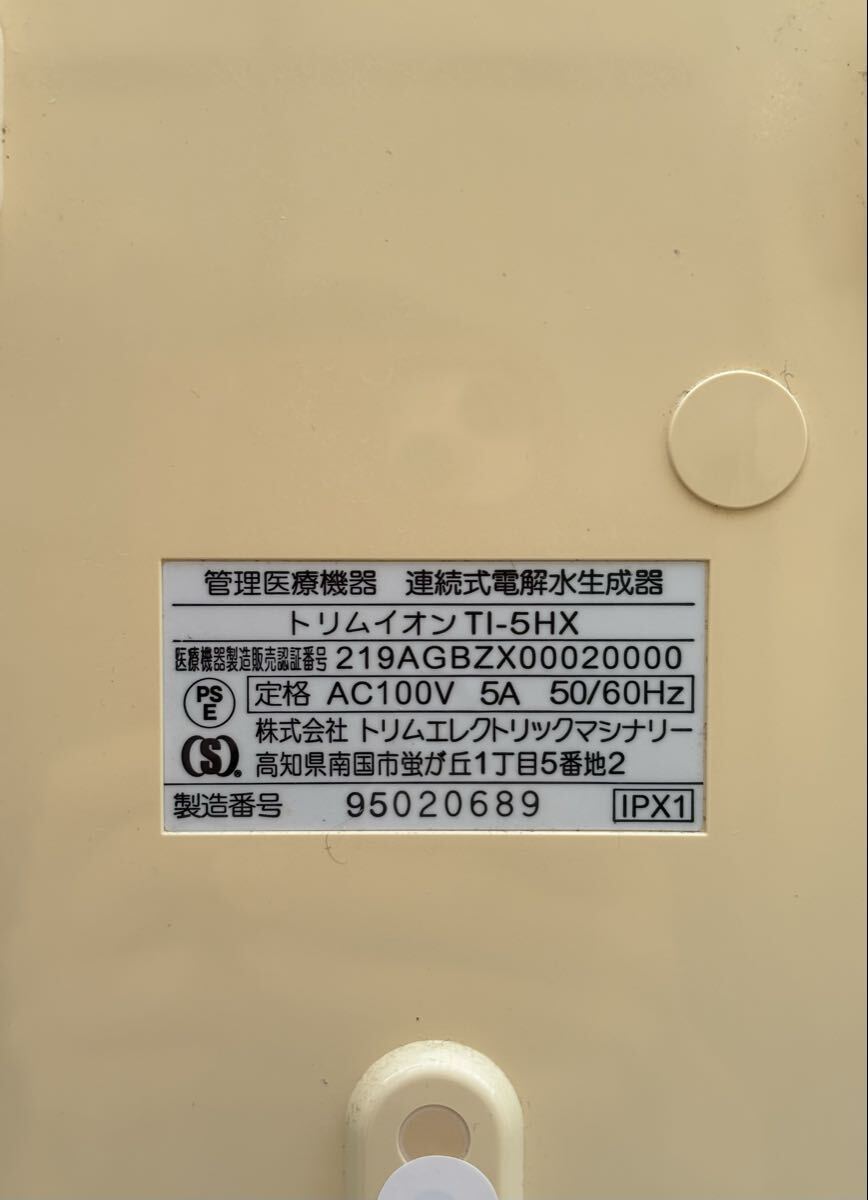 管理医療機器 連続式電解水生成器
トリムイオン TI-5HX
医療機器製造販売認証番号 219AGBZX00020000
PS E 定格 AC100V 5A 50/60Hz
株式会社 トリムエレクトリックマシナリー
(S). 高知県南国市蛍が丘1丁目5番地2
製造番号 95020689 IPX1